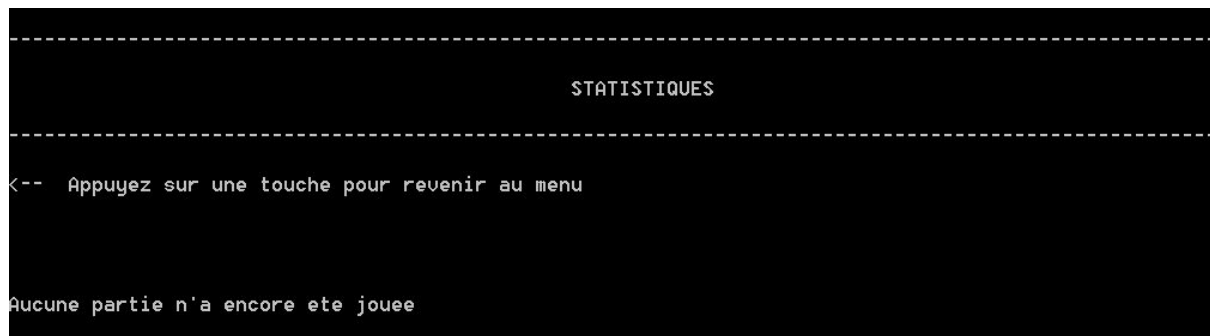 STATISTIQUES
<-- Appuyez sur une touche pour revenir au menu
Aucune partie n'a encore ete jouee